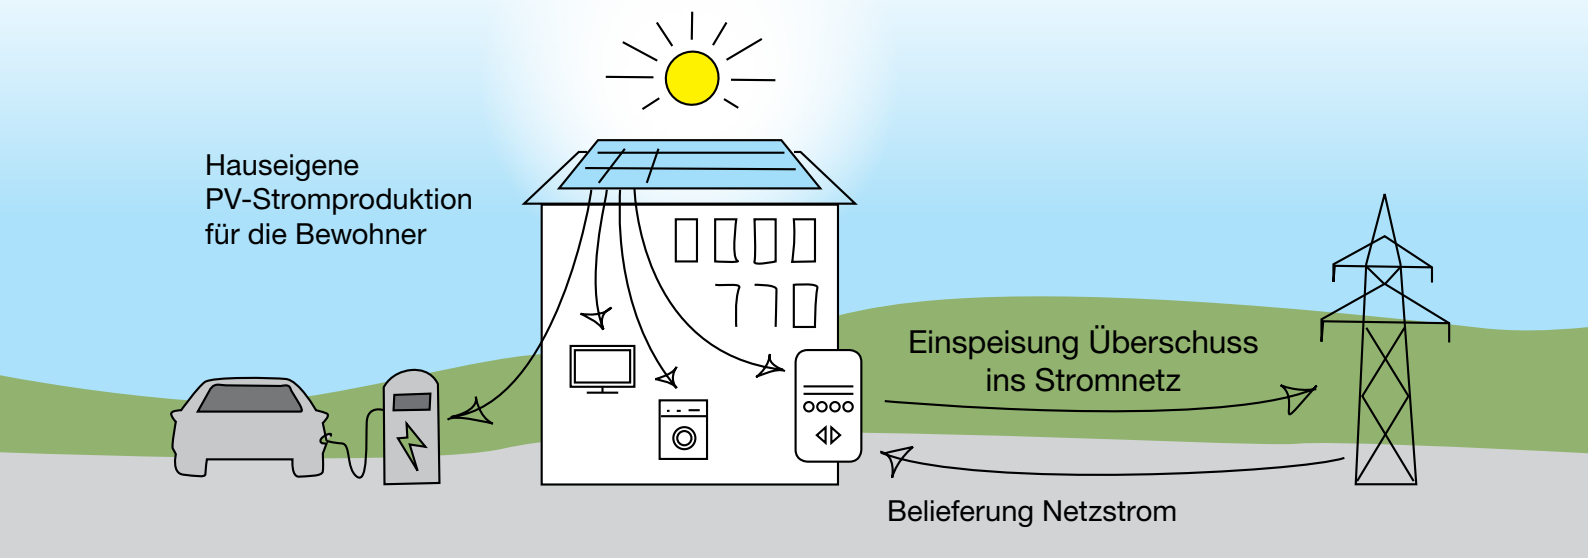 Hauseigene
PV-Stromproduktion
für die Bewohner
Einspeisung Überschuss
ins Stromnetz
Belieferung Netzstrom